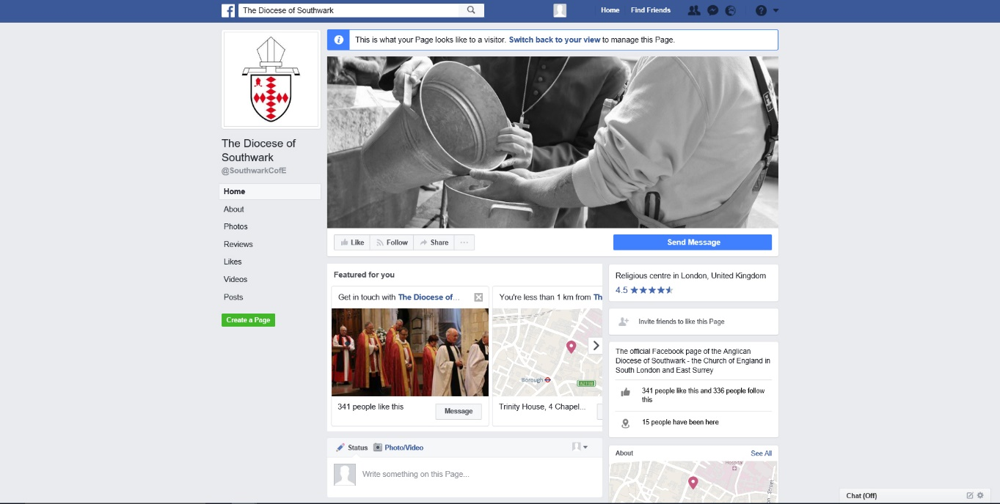 The Diocese of Southwark
Home
Find Friends
This is what your Page looks like to a visitor. Switch back to your view to manage this Page.
The Diocese of
Southwark
@SouthwarkCofE
Home
About
Photos
Reviews
Likes
Videos
Posts
Create a Page
Like
Follow
Share
Send Message
Featured for you
Get in touch with The Diocese of...
341 people like this
Message
You're less than 1 km from Th
Borough
Trinity House, 4 Chapel...
Status
Photo/Video
Write something on this Page...
Religious centre in London, United Kingdom
4.5
Invite friends to like this Page
The official Facebook page of the Anglican
Diocese of Southwark - the Church of England in
South London and East Surrey
341 people like this and 336 people follow
this
15 people have been here
About
See All
Hospital
Street
Chat (Off)